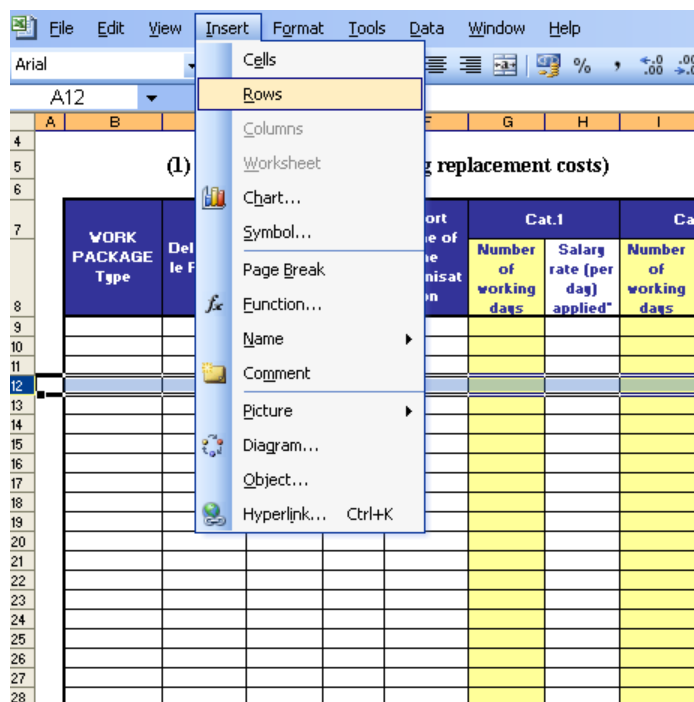 File Edit View Insert Format Tools Data Window Help
Arial % , .00
A12
Cells
Rows
Columns
Worksheet
Chart...
Symbol...
Page Break
Function...
Name
Comment
Picture
Diagram...
Object...
Hyperlink... Ctrl+K
A B G H I
4
5 (1) replacement costs)
6
7 Cat.1
WORK
PACKAGE
Type
Number
of
working
days
Salary
rate (per
day)
applied*
Number
of
working
days
8
9
10
11
12
13
14
15
16
17
18
19
20
21
22
23
24
25
26
27
28